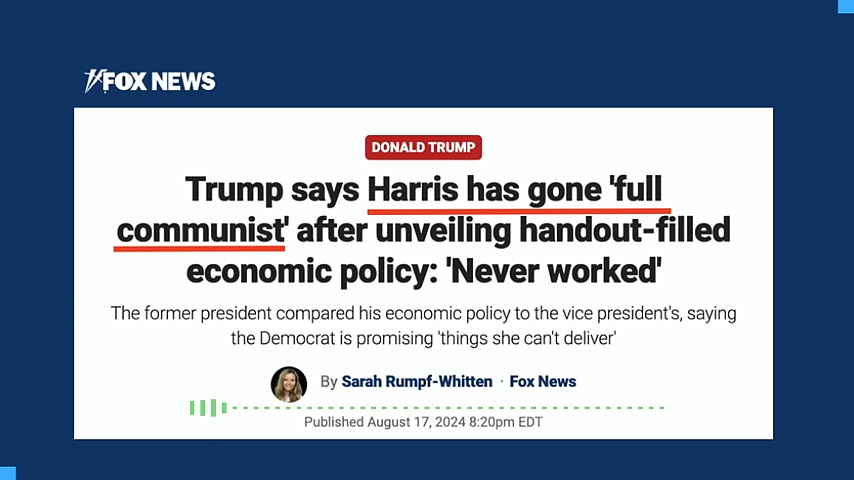 FOX NEWS
DONALD TRUMP
Trump says Harris has gone 'full
communist' after unveiling handout-filled
economic policy: 'Never worked'
The former president compared his economic policy to the vice president's, saying
the Democrat is promising 'things she can't deliver'
By Sarah Rumpf-Whitten · Fox News
Published August 17, 2024 8:20pm EDT